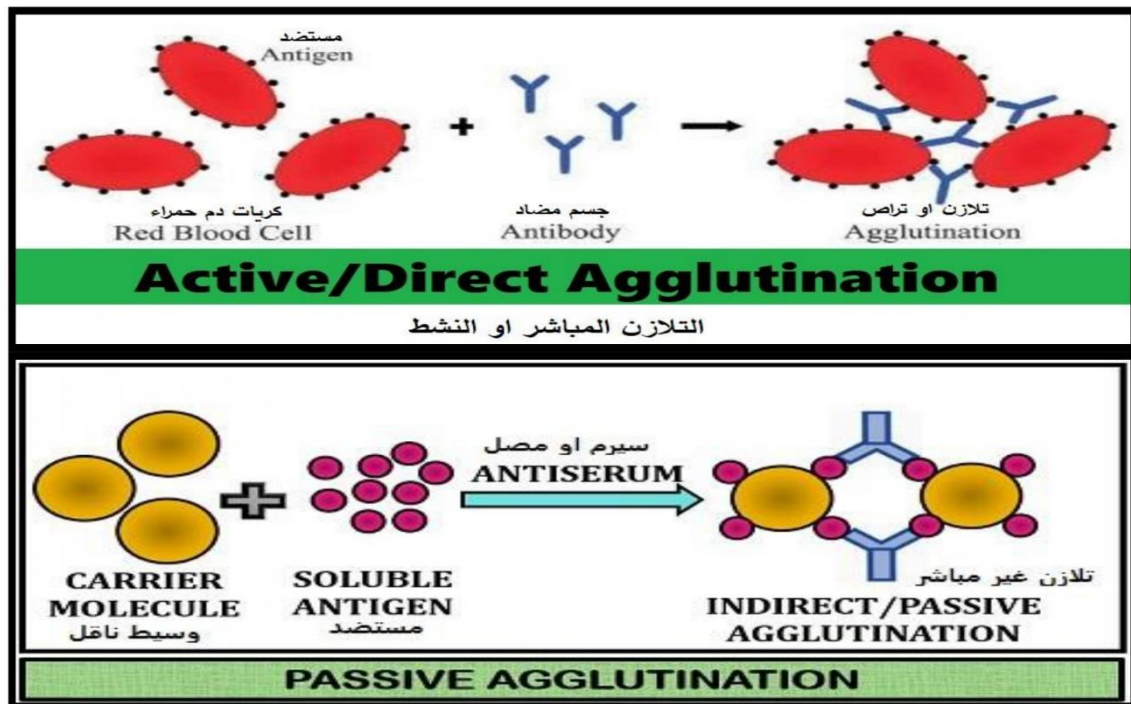 مستضد
Antigen
كريات دم حمراء
Red Blood Cell
جسم مضاد
Antibody
تلازن او تراص
Agglutination
Active/Direct Agglutination
التلازن المباشر او النشط
سيرم او مصل
ANTISERUM
CARRIER
MOLECULE
وسيط ناقل
SOLUBLE
ANTIGEN
مستضد
تلازن غير مباشر
INDIRECT/PASSIVE
AGGLUTINATION
PASSIVE AGGLUTINATION